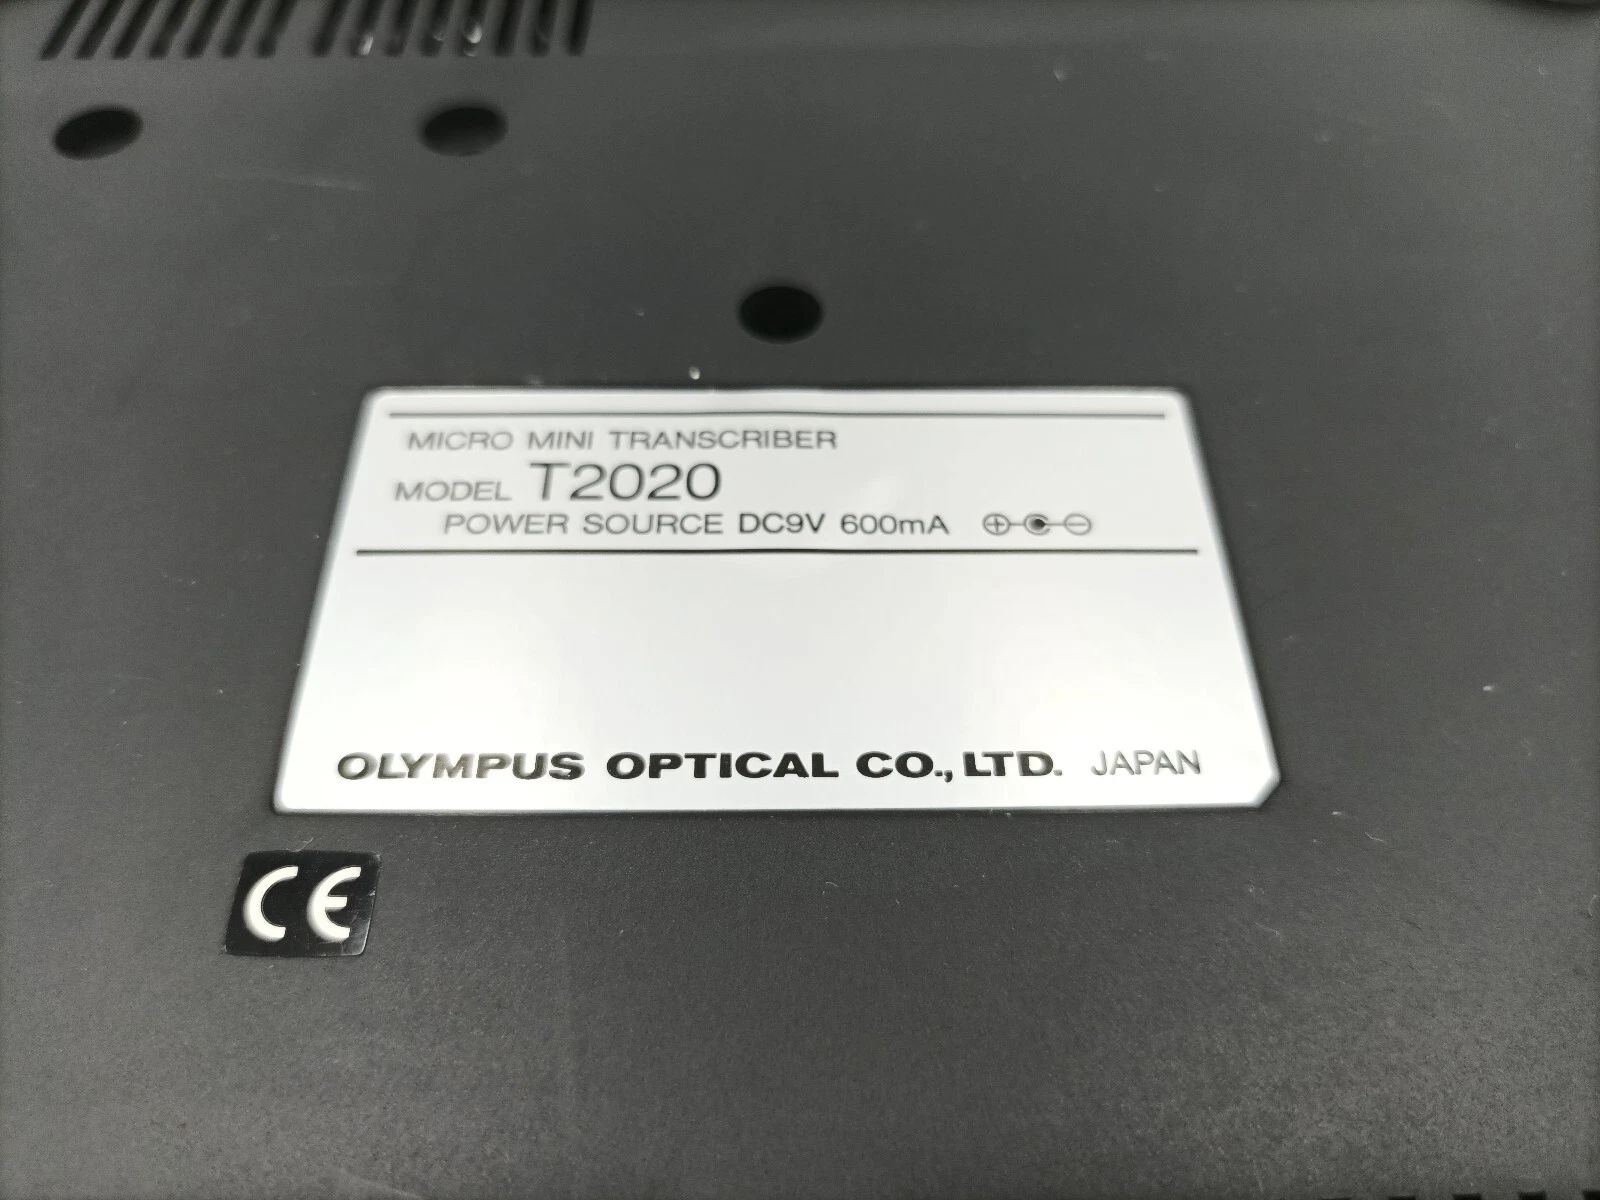 MICRO MINI TRANSCRIBER
MODEL T2020
POWER SOURCE DC9V 600mA
OLYMPUS OPTICAL CO., LTD. JAPAN
CE